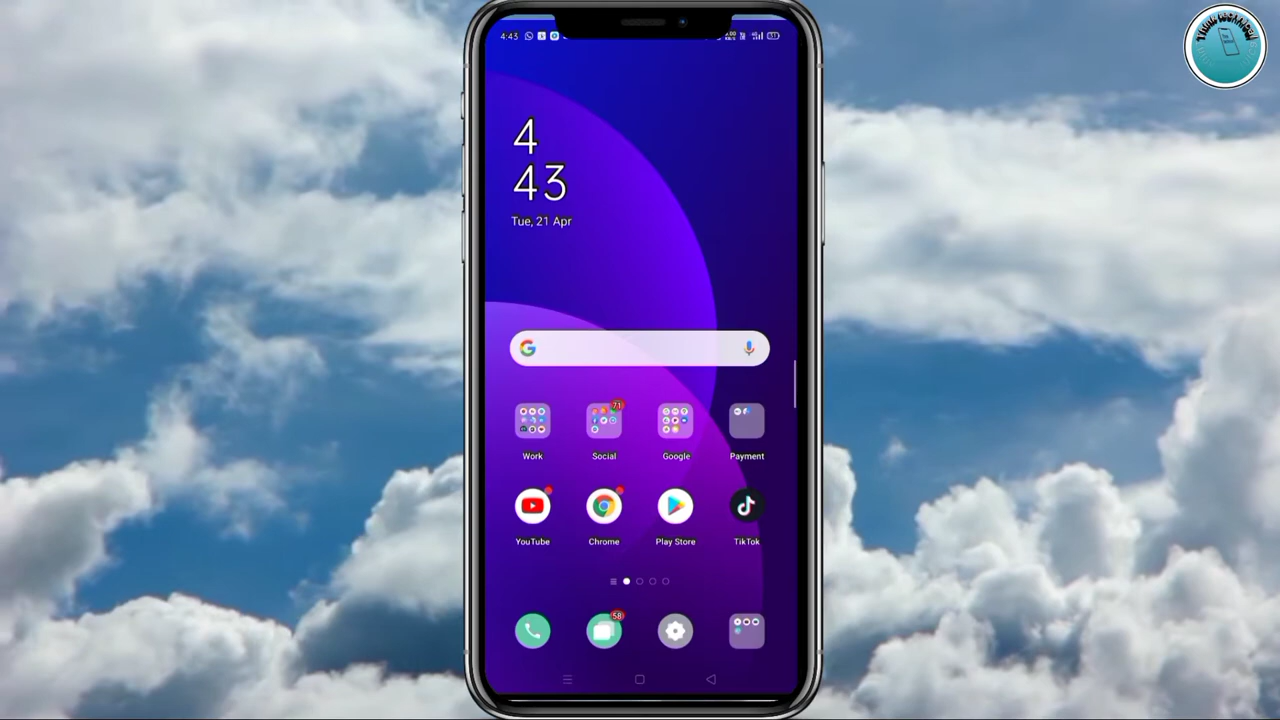 4:43
4
43
Tue, 21 Apr
71
Work
Social
Google
Payment
YouTube
Chrome
Play Store
TikTok
58